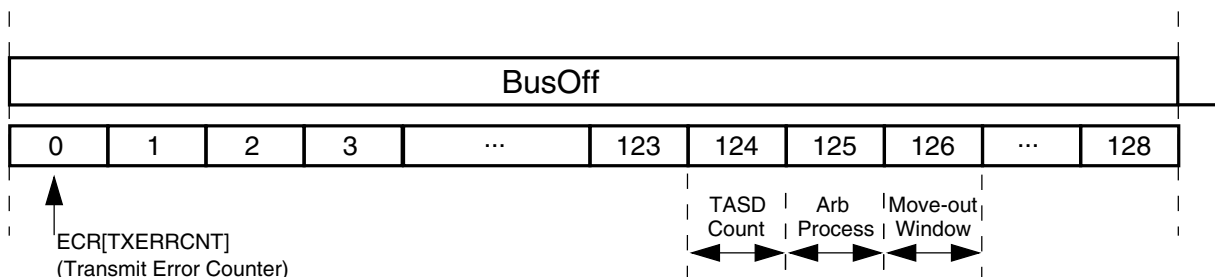 BusOff
0 1 2 3 ... 123 124 125 126 ... 128
TASD Arb Move-out
Count Process Window
ECR[TXERRCNT]
(Transmit Error Counter)